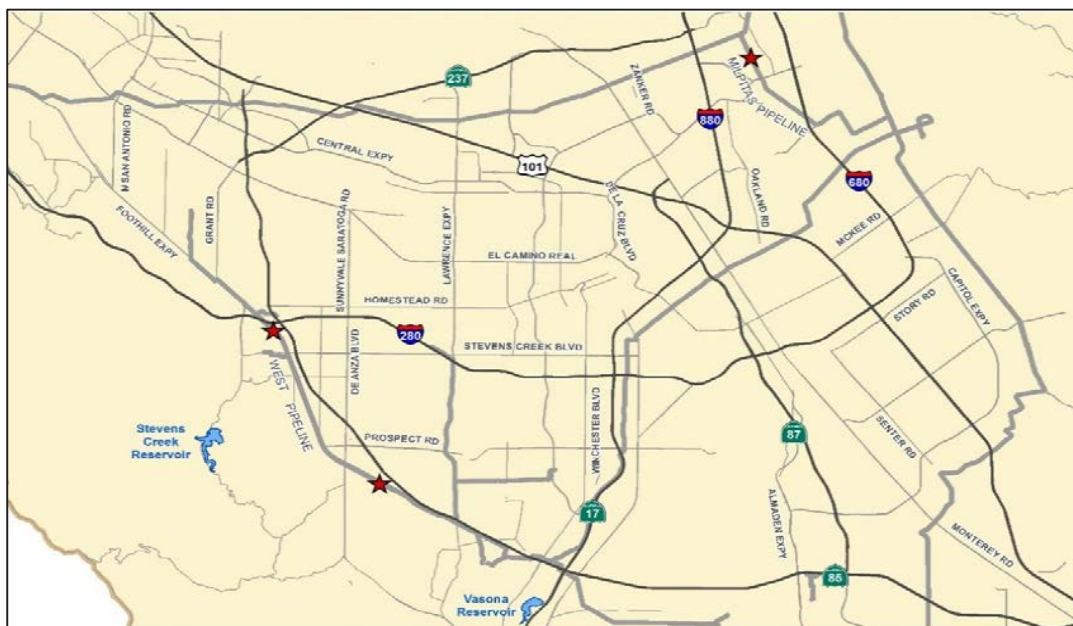 237
ZANKER RD
MILPITAS PIPELINE
880
N SAN ANTONIO RD
CENTRAL EXPY
101
OAKLAND RD
680
FOOTHILL EXPY
GRANT RD
SUNNYVALE SARATOGA RD
LAWRENCE EXPY
DE LA CRUZ BLVD
MCKEE RD
EL CAMINO REAL
CAPITOL EXPY
HOMESTEAD RD
STORY RD
280
STEVENS CREEK BLVD
DE ANZA BLVD
WEST PIPELINE
WINCHESTER BLVD
Stevens
Creek
Reservoir
PROSPECT RD
87
SENTER RD
17
ALMADEN EXPY
MONTEREY RD
85
Vasona
Reservoir